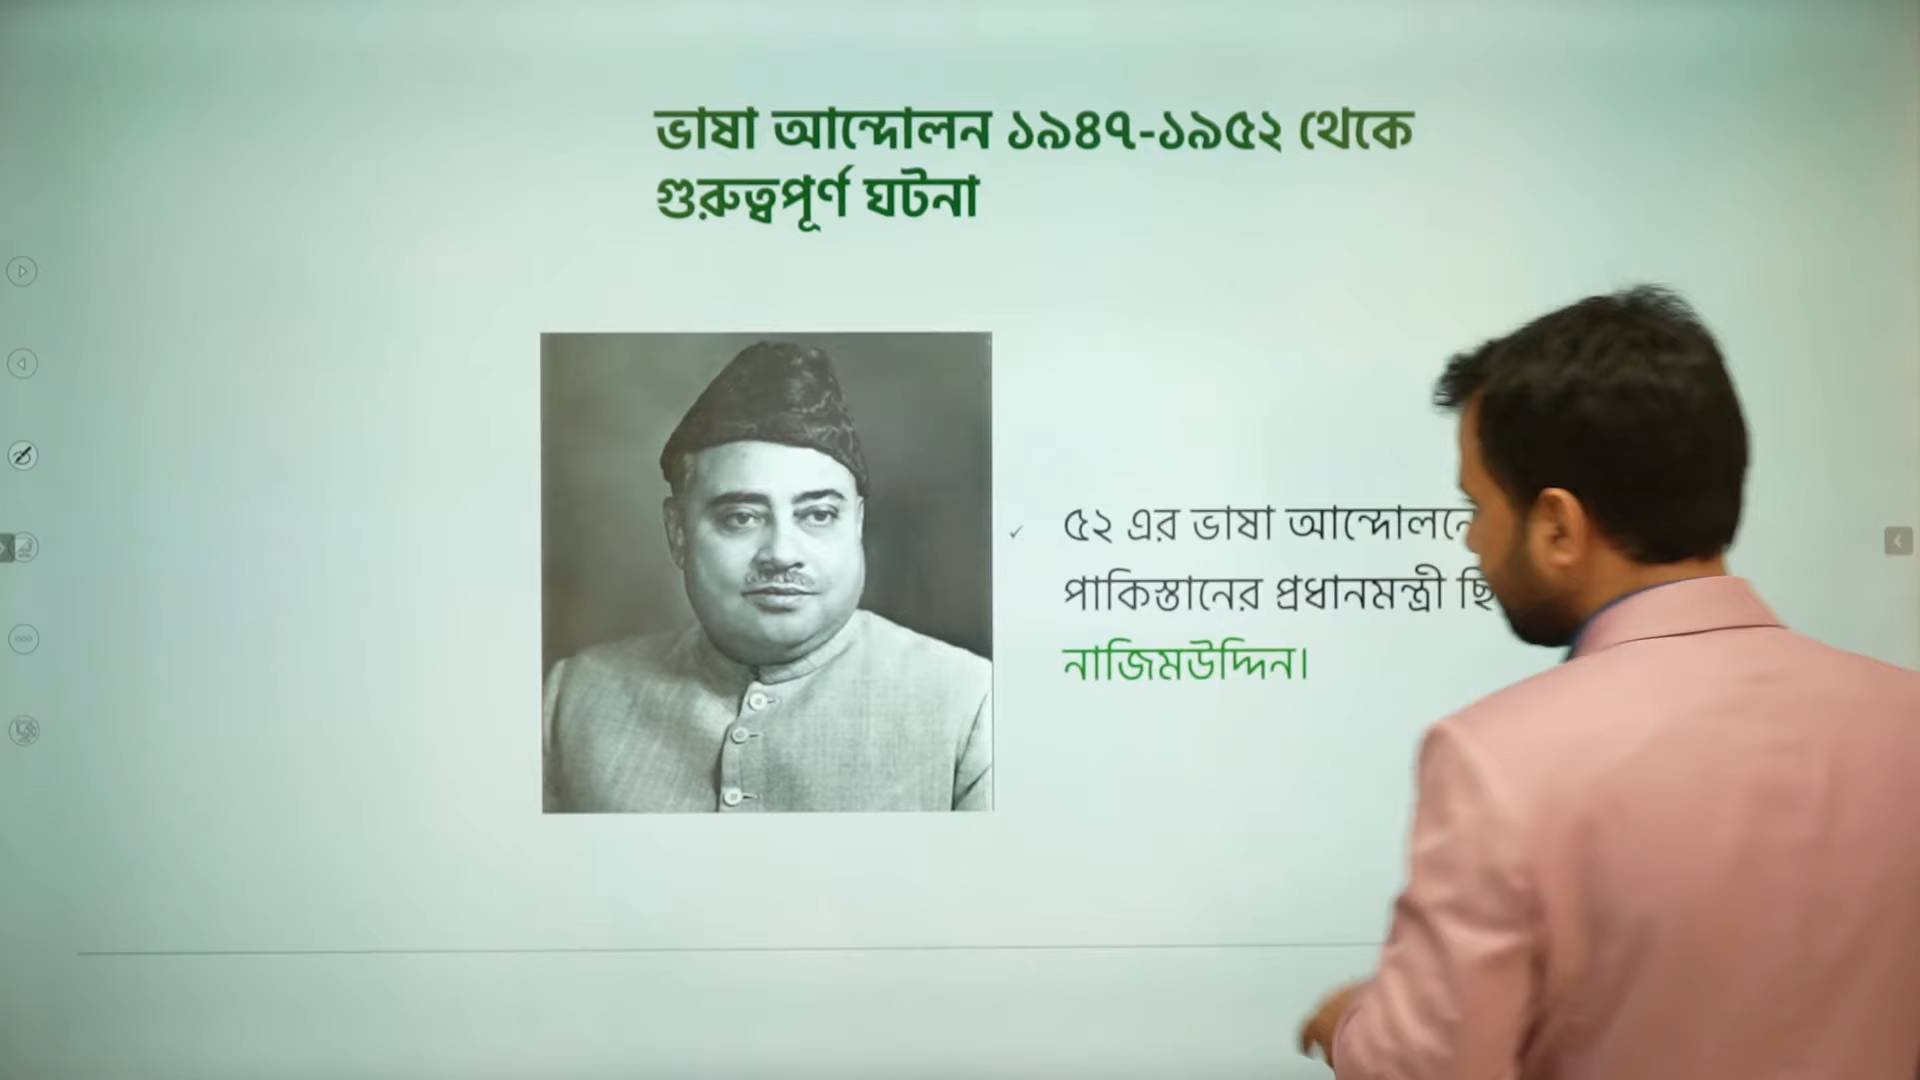 ভাষা আন্দোলন ১৯৪৭-১৯৫২ থেকে
গুরুত্বপূর্ণ ঘটনা
৫২ এর ভাষা আন্দোলনে
পাকিস্তানের প্রধানমন্ত্রী
নাজিমউদ্দিন।